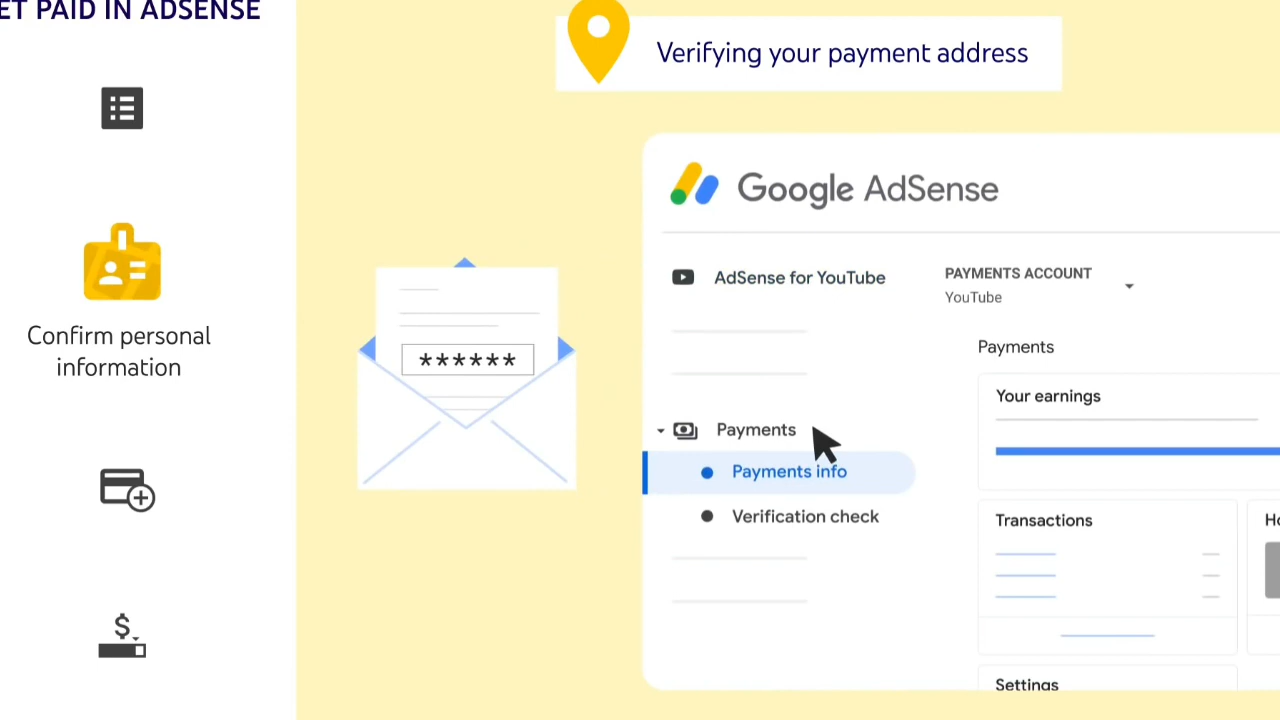 ET PAID IN ADSENSE
Confirm personal
information
$
Verifying your payment address
******
Google AdSense
AdSense for YouTube
PAYMENTS ACCOUNT
YouTube
Payments
Payments info
Verification check
Payments
Your earnings
Transactions
Ho
Settings